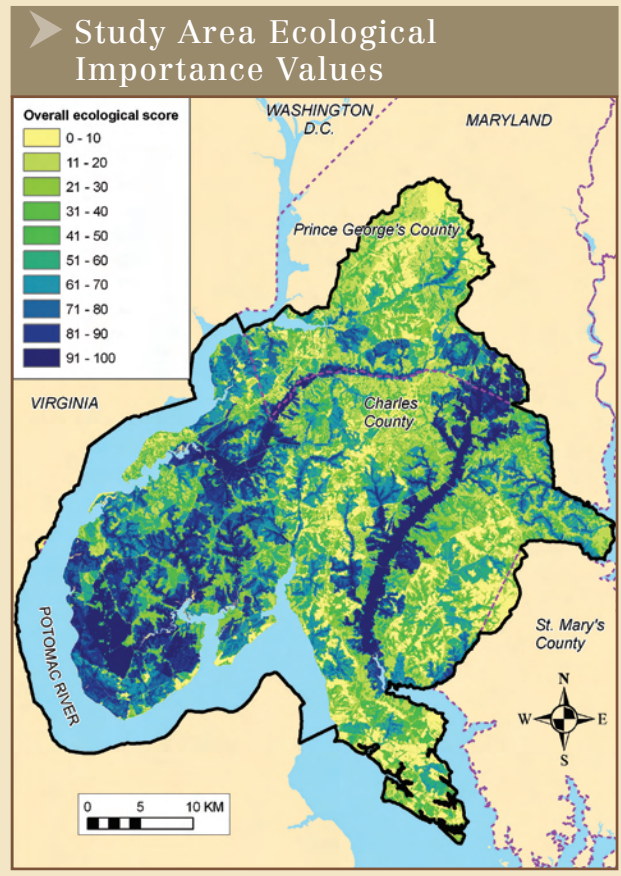 Study Area Ecological
Importance Values
Overall ecological score
0 - 10
11 - 20
21 - 30
31 - 40
41 - 50
51 - 60
61 - 70
71 - 80
81 - 90
91 - 100
WASHINGTON
D.C.
MARYLAND
Prince George's County
VIRGINIA
Charles
County
POTOMAC RIVER
St. Mary's
County
N
W
E
S
0 5 10 KM